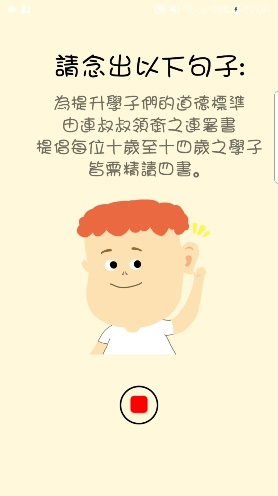 請念出以下句子:
為提升學子們的道德標準
由連叔叔領銜之連署書
提倡每位十歲至十四歲之學子
皆需精讀四書。